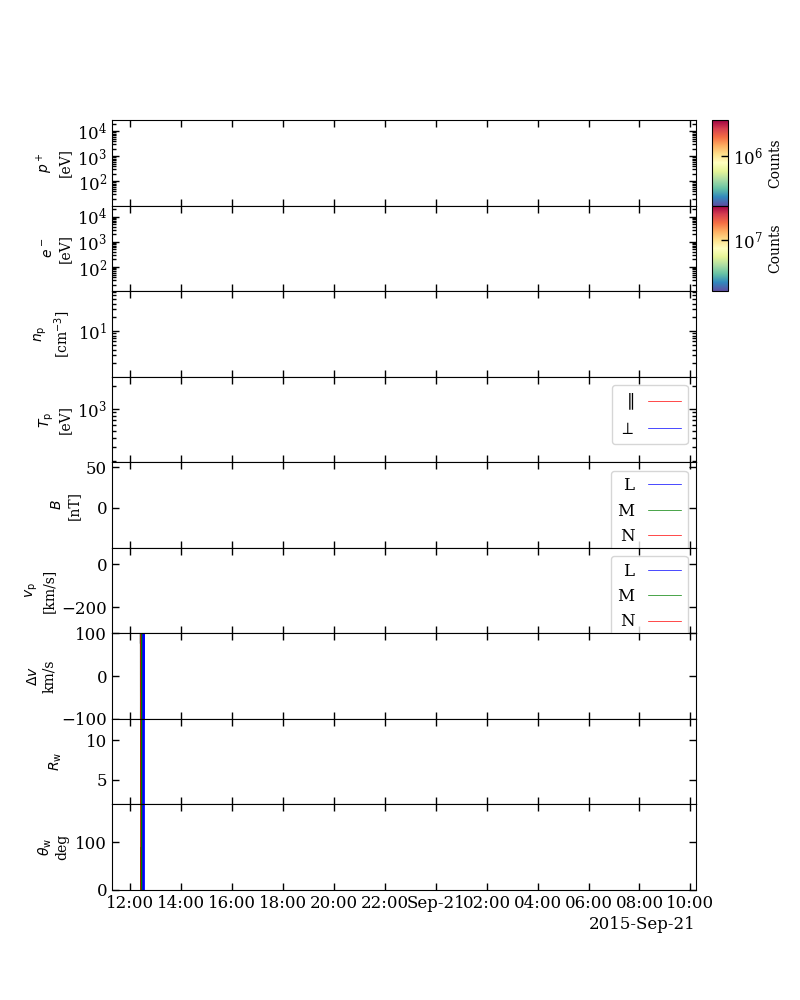 10⁴
10³
10²
p⁺
[eV]
10⁶
Counts
10⁴
10³
10²
e⁻
[eV]
10⁷
Counts
10¹
nₚ
[cm⁻³]
10³
Tₚ
[eV]
∥
⊥
50
0
B
[nT]
L
M
N
0
−200
vₚ
[km/s]
L
M
N
100
0
−100
Δv
km/s
10
5
R_w
100
0
θ_w
deg
12:00 14:00 16:00 18:00 20:00 22:00 Sep-21 02:00 04:00 06:00 08:00 10:00
2015-Sep-21